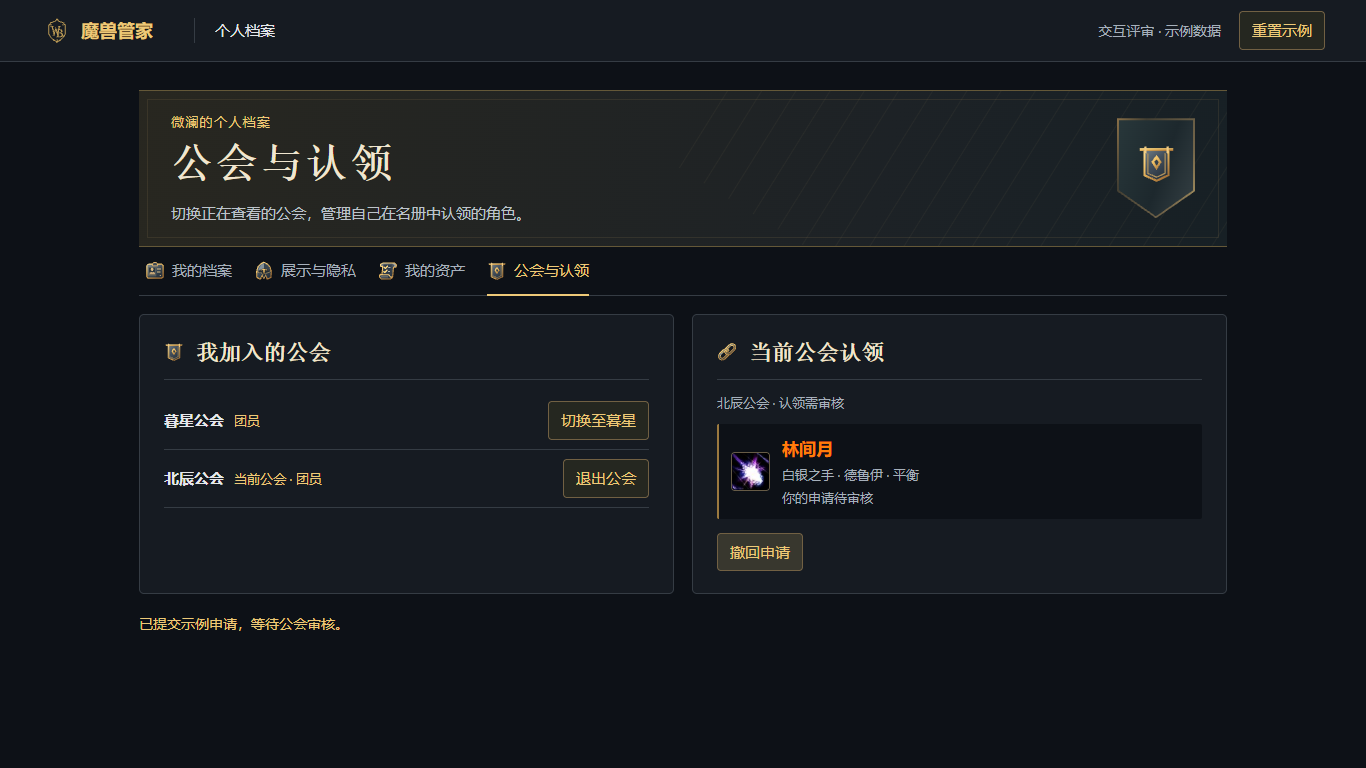 魔兽管家
个人档案
交互评审 · 示例数据
重置示例
微澜的个人档案
公会与认领
切换正在查看的公会，管理自己在名册中认领的角色。
我的档案
展示与隐私
我的资产
公会与认领
我加入的公会
暮星公会 团员
切换至暮星
北辰公会 当前公会 · 团员
退出公会
当前公会认领
北辰公会 · 认领需审核
林间月
白银之手 · 德鲁伊 · 平衡
你的申请待审核
撤回申请
已提交示例申请，等待公会审核。